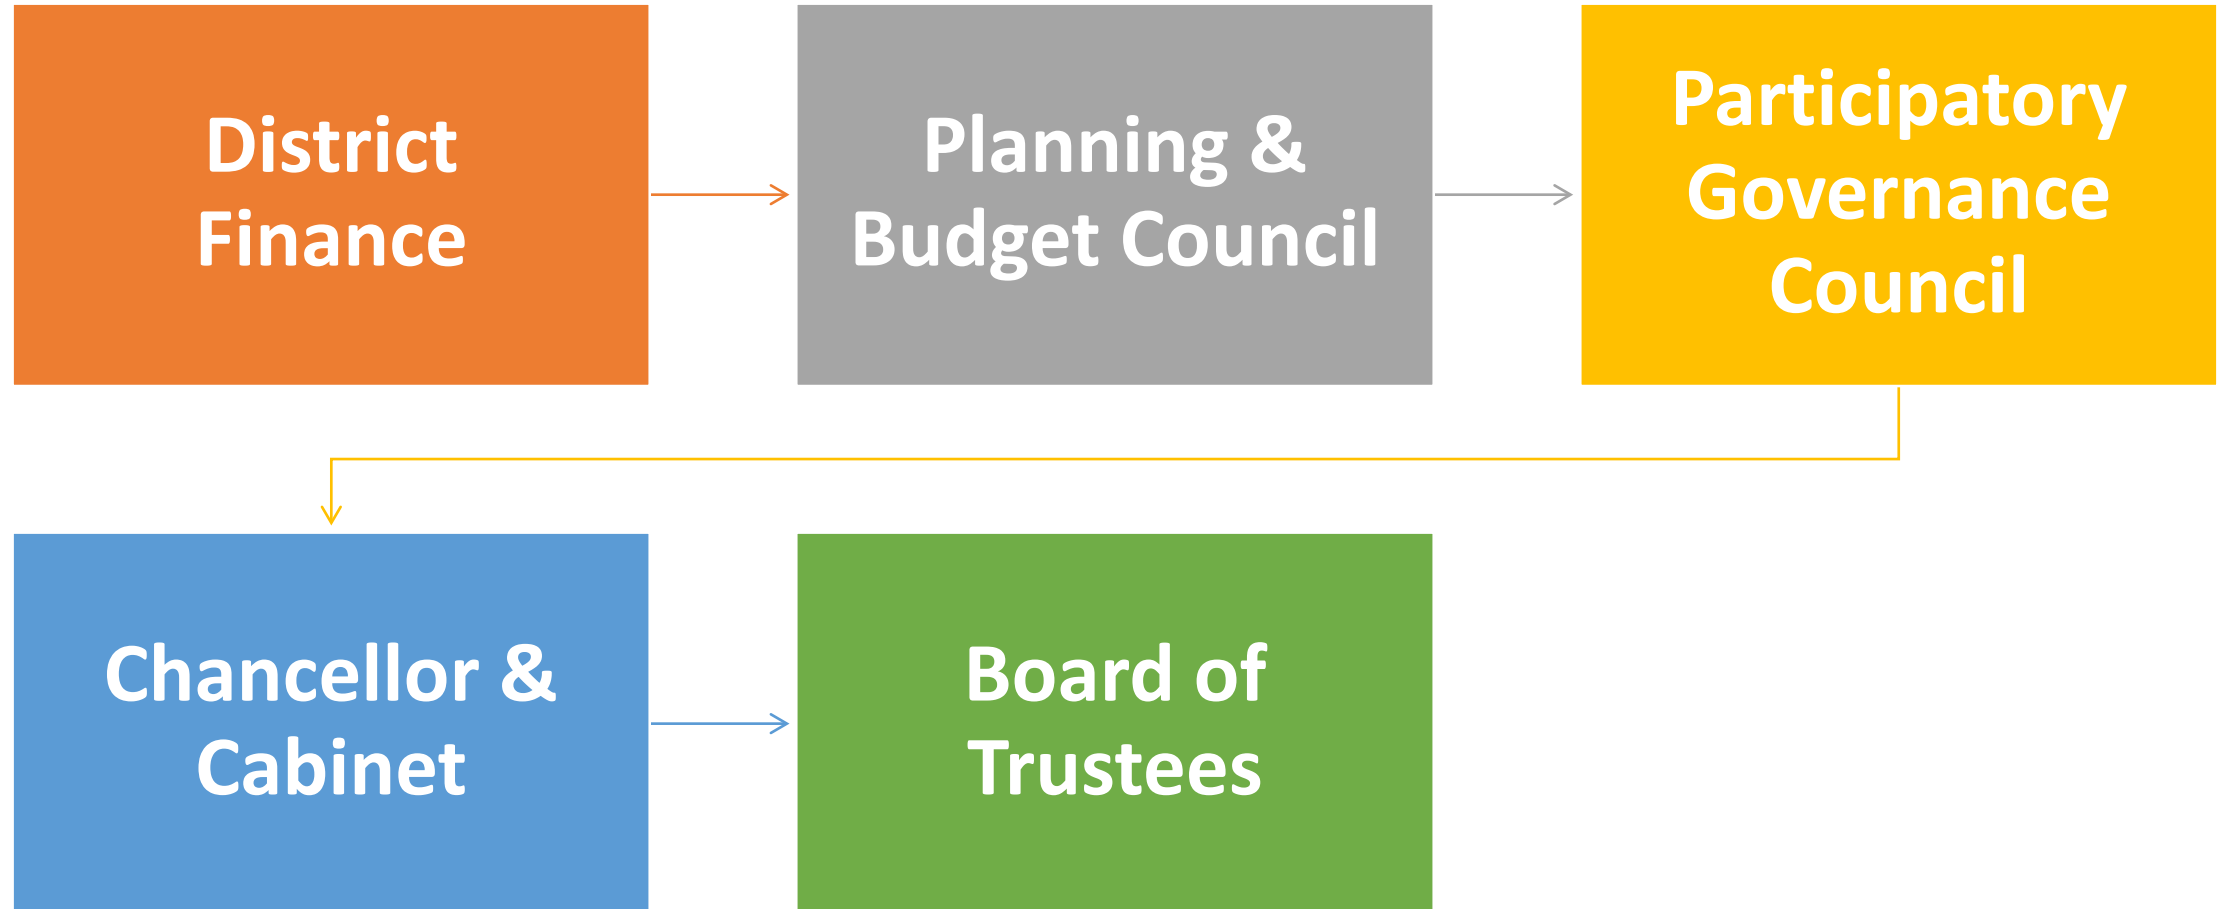 District
Finance
Planning &
Budget Council
Participatory
Governance
Council
Chancellor &
Cabinet
Board of
Trustees